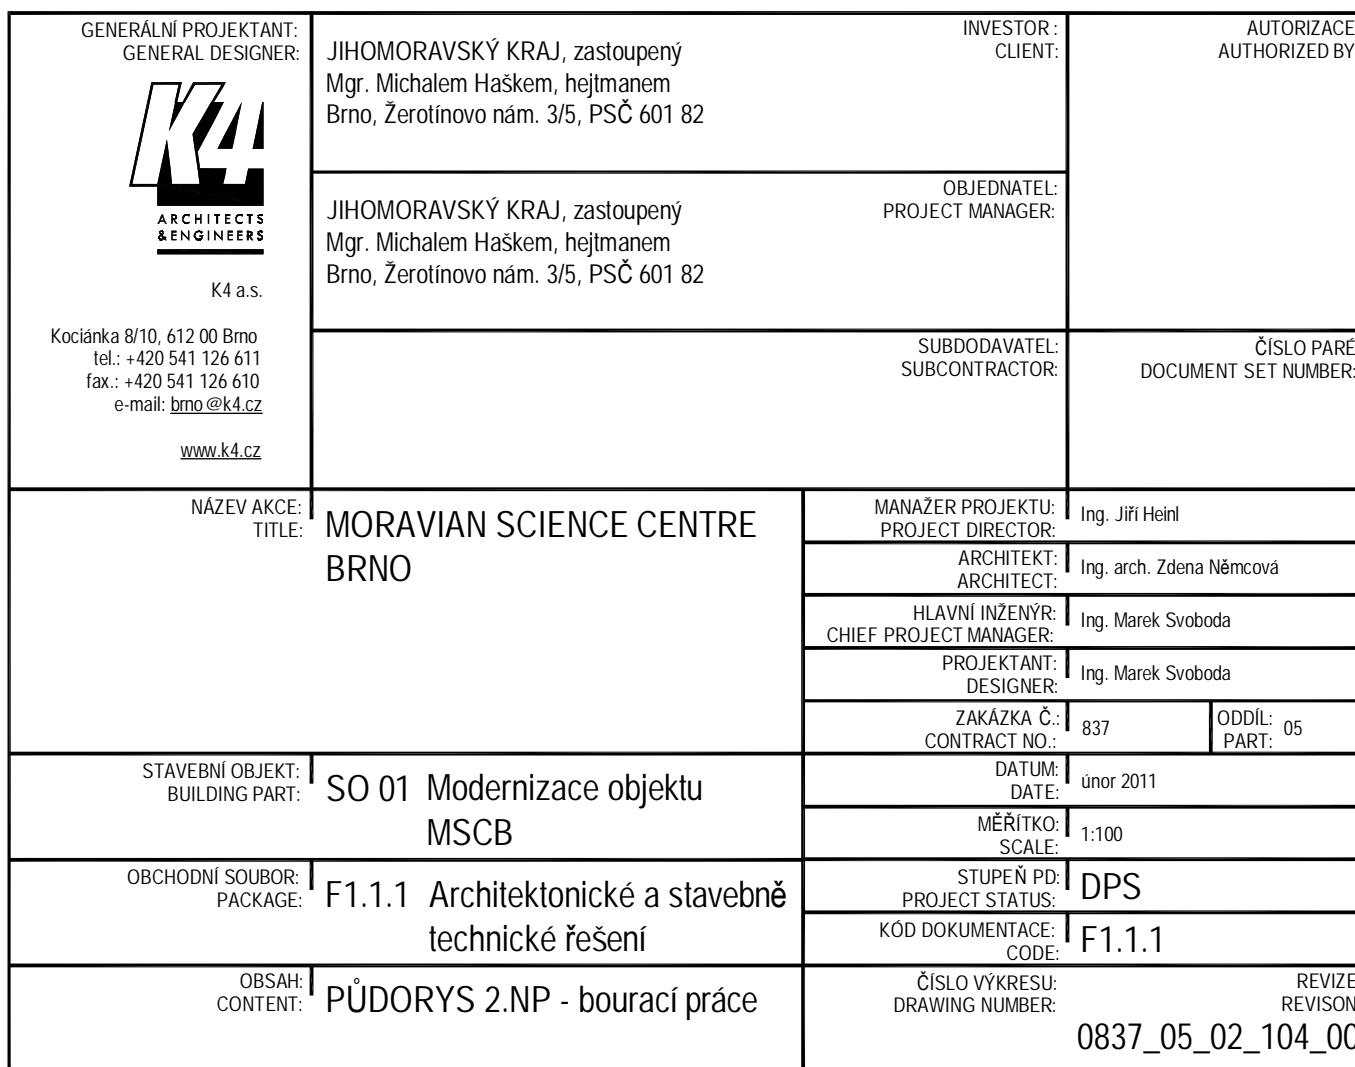 GENERÁLNÍ PROJEKTANT:
GENERAL DESIGNER:
K4
ARCHITECTS
&ENGINEERS
K4 a.s.
Kociánka 8/10, 612 00 Brno
tel.: +420 541 126 611
fax.: +420 541 126 610
e-mail: brno@k4.cz
www.k4.cz
INVESTOR :
CLIENT:
JIHOMORAVSKÝ KRAJ, zastoupený
Mgr. Michalem Haškem, hejtmanem
Brno, Žerotínovo nám. 3/5, PSČ 601 82
AUTORIZACE
AUTHORIZED BY
OBJEDNATEL:
PROJECT MANAGER:
JIHOMORAVSKÝ KRAJ, zastoupený
Mgr. Michalem Haškem, hejtmanem
Brno, Žerotínovo nám. 3/5, PSČ 601 82
SUBDODAVATEL:
SUBCONTRACTOR:
ČÍSLO PARÉ
DOCUMENT SET NUMBER:
NÁZEV AKCE:
TITLE:
MORAVIAN SCIENCE CENTRE
BRNO
MANAŽER PROJEKTU:
PROJECT DIRECTOR:
Ing. Jiří Heinl
ARCHITEKT:
ARCHITECT:
Ing. arch. Zdena Němcová
HLAVNÍ INŽENÝR:
CHIEF PROJECT MANAGER:
Ing. Marek Svoboda
PROJEKTANT:
DESIGNER:
Ing. Marek Svoboda
ZAKÁZKA Č.:
CONTRACT NO.:
837
ODDÍL:
PART:
05
STAVEBNÍ OBJEKT:
BUILDING PART:
SO 01 Modernizace objektu
MSCB
DATUM:
DATE:
únor 2011
MĚŘÍTKO:
SCALE:
1:100
OBCHODNÍ SOUBOR:
PACKAGE:
F1.1.1 Architektonické a stavebně
technické řešení
STUPEŇ PD:
PROJECT STATUS:
DPS
KÓD DOKUMENTACE:
CODE:
F1.1.1
OBSAH:
CONTENT:
PŮDORYS 2.NP - bourací práce
ČÍSLO VÝKRESU:
DRAWING NUMBER:
REVIZE
REVISON
0837_05_02_104_00